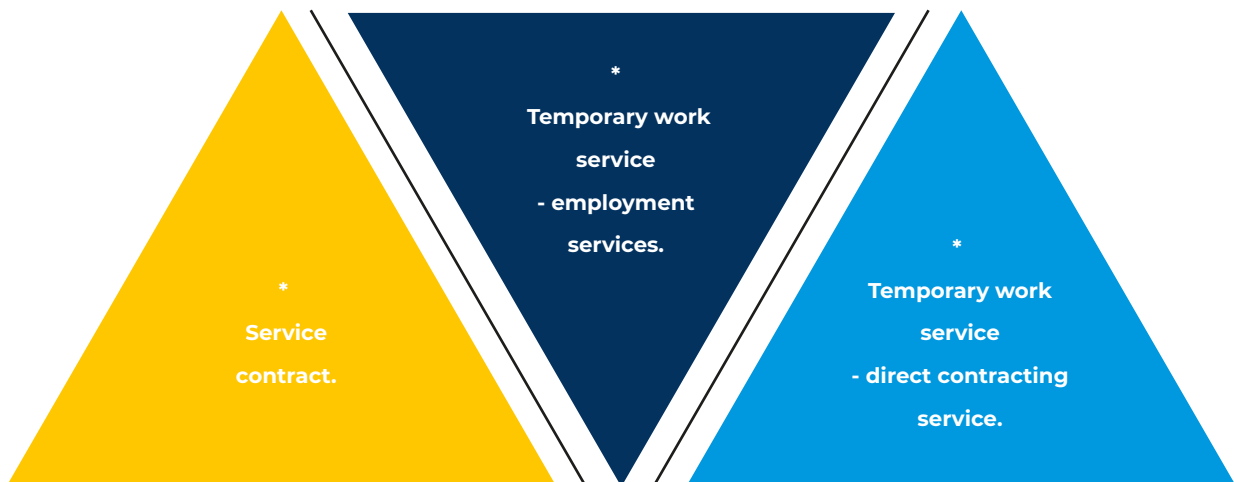 *
Service
contract.
*
Temporary work
service
- employment
services.
*
Temporary work
service
- direct contracting
service.